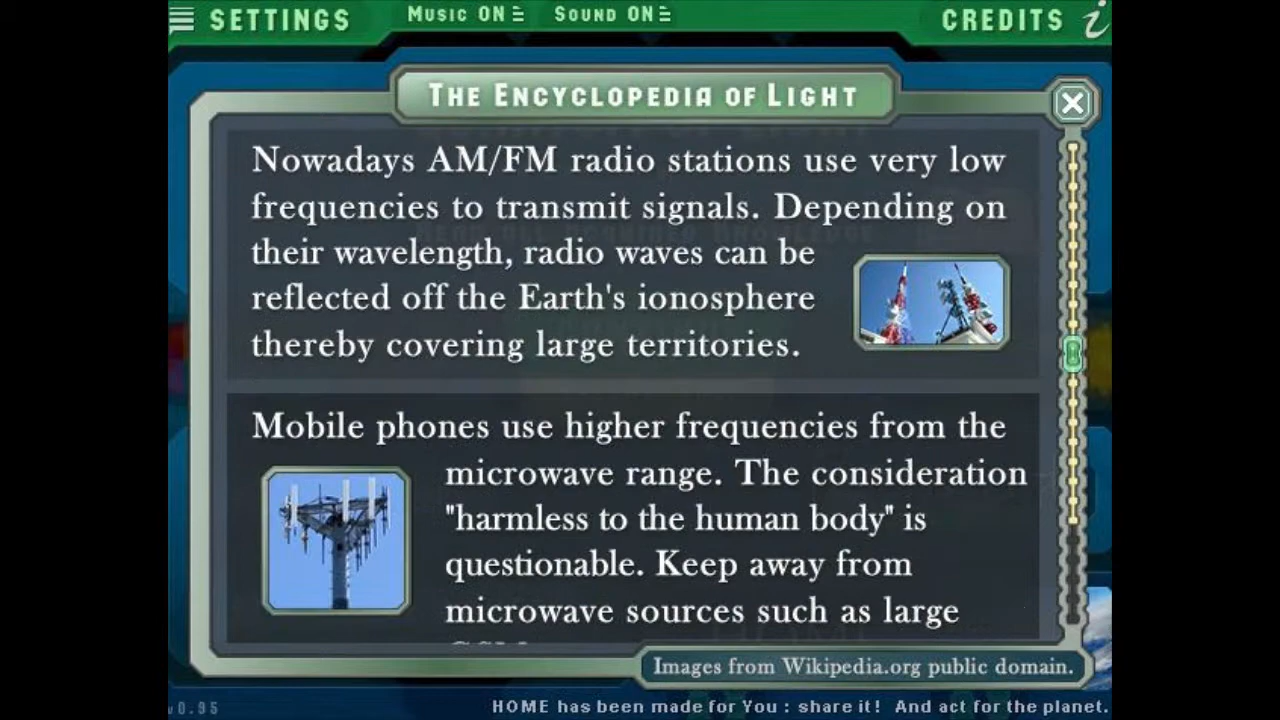 SETTINGS
MUSIC ON
SOUND ON
CREDITS
THE ENCYCLOPEDIA OF LIGHT
Nowadays AM/FM radio stations use very low
frequencies to transmit signals. Depending on
their wavelength, radio waves can be
reflected off the Earth's ionosphere
thereby covering large territories.
Mobile phones use higher frequencies from the
microwave range. The consideration
"harmless to the human body" is
questionable. Keep away from
microwave sources such as large
Images from Wikipedia.org public domain.
v0.95
HOME has been made for You : share it! And act for the planet.